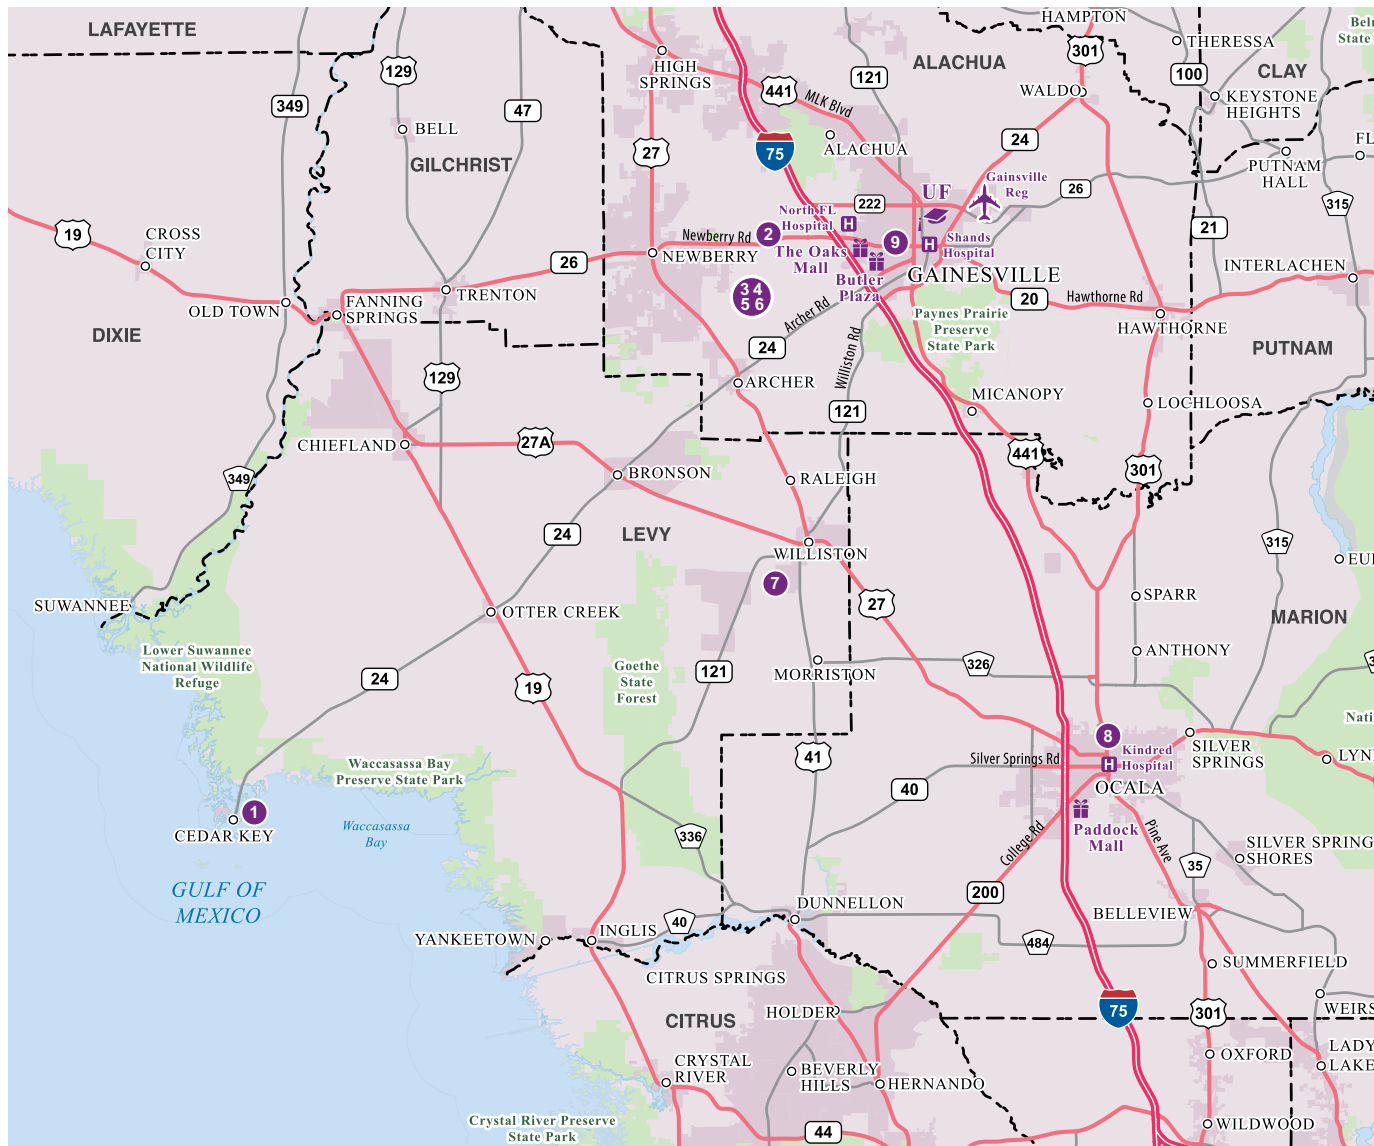 LAFAYETTE
HAMPTON
Beln
State
THERESSA
129
HIGH
SPRINGS
301
ALACHUA
CLAY
121
100
349
47
441
MLK Blvd
WALDO
KEYSTONE
HEIGHTS
BELL
GILCHRIST
27
75
ALACHUA
24
FL
PUTNAM
HALL
Gainsville
Reg
UF
26
222
315
19
CROSS
CITY
North FL
Hospital
H
2
Newberry Rd
9
H
Shands
Hospital
21
26
NEWBERRY
The Oaks
Mall
GAINESVILLE
INTERLACHEN
TRENTON
Butler
Plaza
3 4
5 6
20
Hawthorne Rd
OLD TOWN
FANNING
SPRINGS
Archer Rd
Paynes Prairie
Preserve
State Park
HAWTHORNE
DIXIE
24
Williston Rd
PUTNAM
129
ARCHER
MICANOPY
LOCHLOOSA
121
CHIEFLAND
27A
441
301
349
BRONSON
RALEIGH
24
LEVY
315
WILLISTON
EU
7
27
SPARR
SUWANNEE
OTTER CREEK
MARION
Lower Suwannee
National Wildlife
Refuge
Goethe
State
Forest
ANTHONY
326
24
121
MORRISTON
19
Nati
8
Kindred
Hospital
H
SILVER
SPRINGS
Waccasassa Bay
Preserve State Park
41
Silver Springs Rd
LYN
40
OCALA
1
CEDAR KEY
Waccasassa
Bay
336
College Rd
Paddock
Mall
Pine Ave
SILVER SPRING
SHORES
35
GULF OF
MEXICO
200
DUNNELLON
BELLEVIEW
40
YANKEETOWN
INGLIS
484
CITRUS SPRINGS
SUMMERFIELD
HOLDER
75
301
WEIRS
CITRUS
CRYSTAL
RIVER
BEVERLY
HILLS
HERNANDO
OXFORD
LADY
LAKE
Crystal River Preserve
State Park
44
WILDWOOD